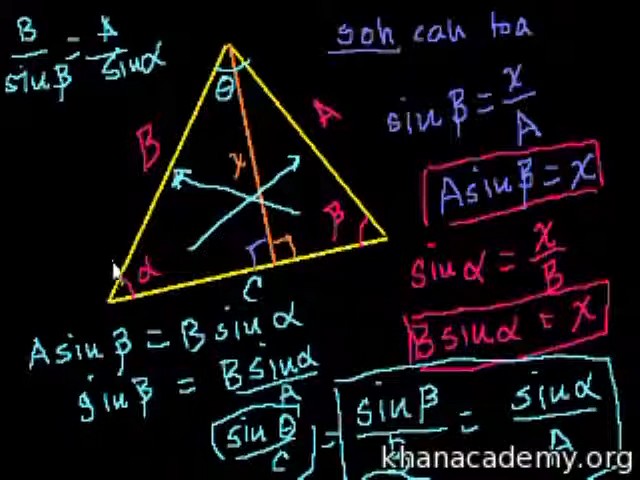 B/sin β = A/sin α
soh cah toa
θ
B
A
x
sin β = x/A
A sin β = x
α
β
C
sin α = x/B
B sin α = x
A sin β = B sin α
sin β = B sin α/A
sin θ/C = sin β/B = sin α/A
khanacademy.org